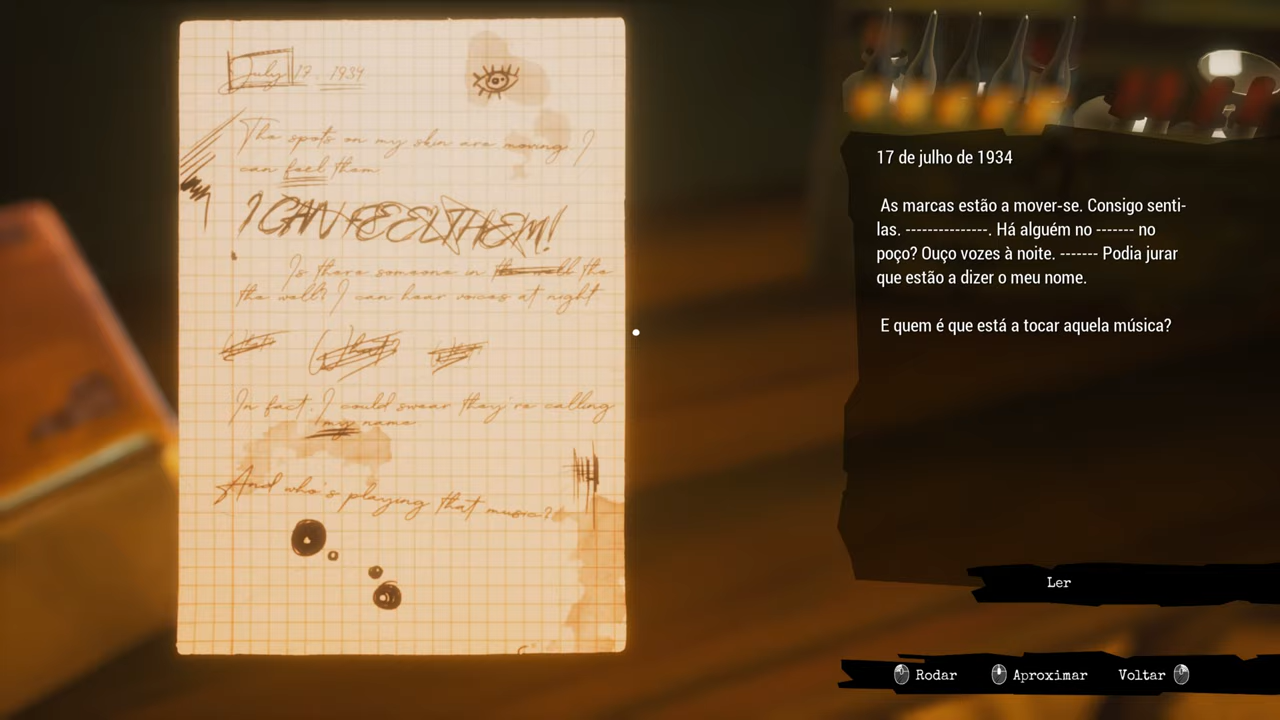 July 17. 1934
The spots on my skin are moving. I
can feel them
I CAN FEEL THEM!
Is there someone in the well the
the well? I can hear voices at night
In fact, I could swear they're calling
my name
And who's playing that music?
17 de julho de 1934
As marcas estão a mover-se. Consigo senti-
las. ---------------. Há alguém no ------- no
poço? Ouço vozes à noite. ------- Podia jurar
que estão a dizer o meu nome.
E quem é que está a tocar aquela música?
Ler
Rodar
Aproximar
Voltar